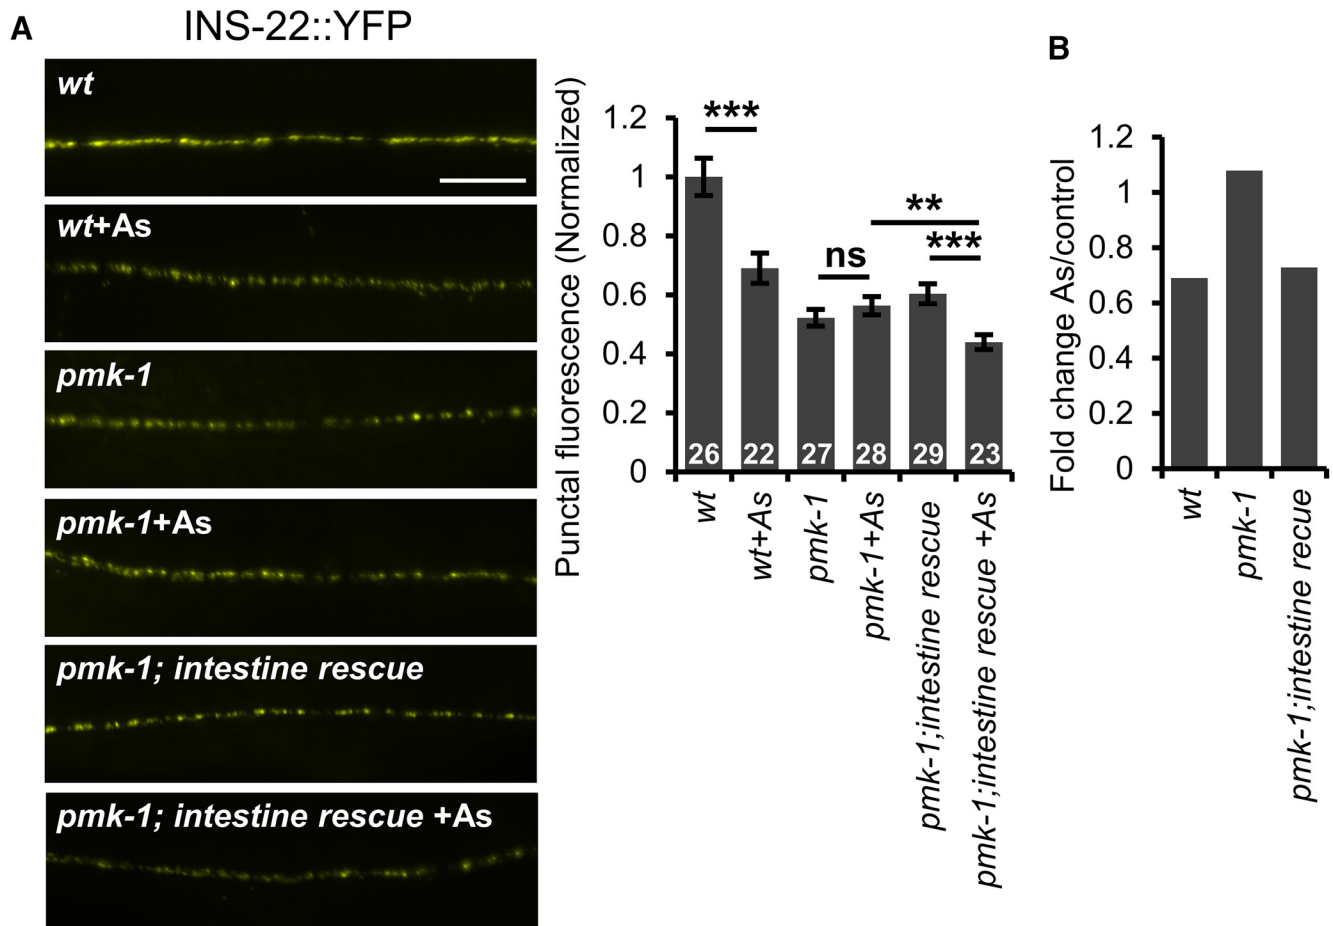 A
INS-22::YFP
wt
wt+As
pmk-1
pmk-1+As
pmk-1; intestine rescue
pmk-1; intestine rescue +As
Punctal fluorescence (Normalized)
1.2
1
0.8
0.6
0.4
0.2
0
***
ns
**
***
26
22
27
28
29
23
wt
wt+As
pmk-1
pmk-1+As
pmk-1;intestine rescue
pmk-1;intestine rescue +As
B
Fold change As/control
1.2
1
0.8
0.6
0.4
0.2
0
wt
pmk-1
pmk-1;intestine recue